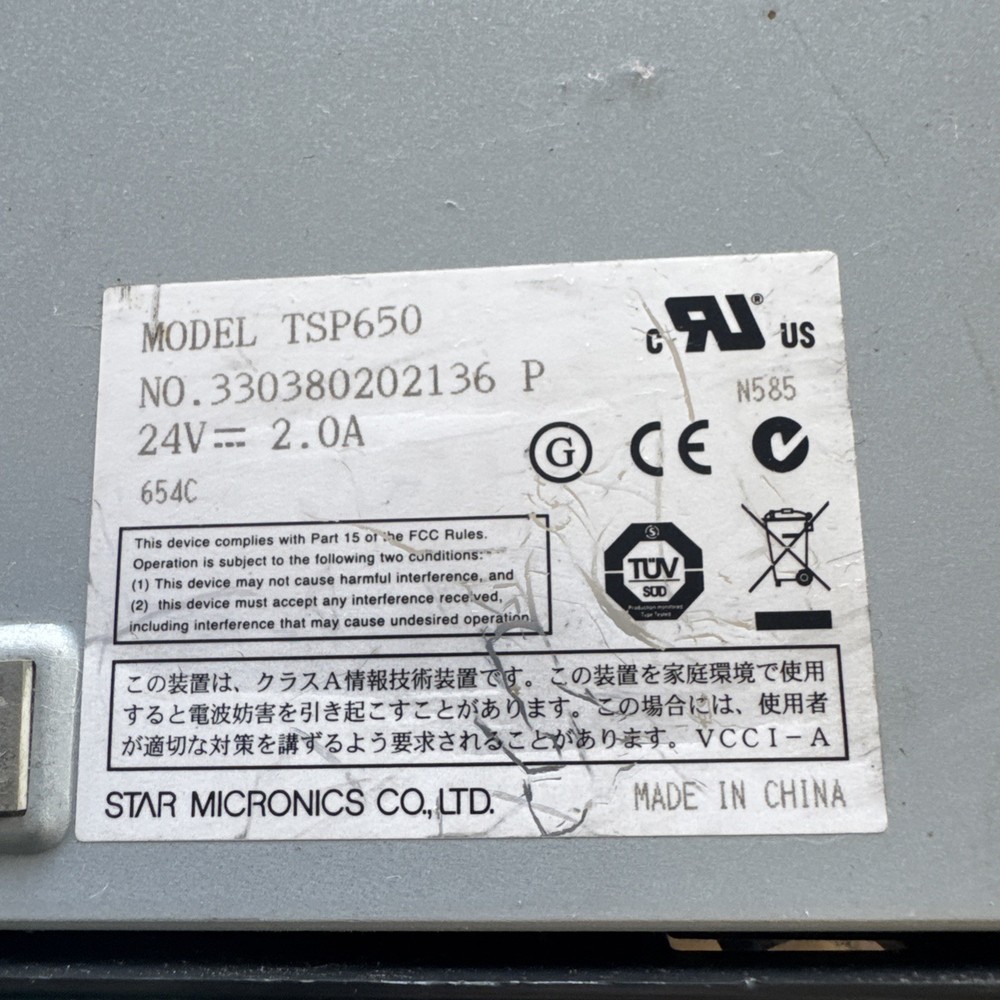 MODEL TSP650
NO.330380202136 P
24V⎓ 2.0A
654C
c RU® US
N585
G CE
This device complies with Part 15 of the FCC Rules.
Operation is subject to the following two conditions:
(1) This device may not cause harmful interference, and
(2) this device must accept any interference received,
including interference that may cause undesired operation.
TÜV
SÜD
Production monitored
Type Tested
この装置は、クラスA情報技術装置です。この装置を家庭環境で使用
すると電波妨害を引き起こすことがあります。この場合には、使用者
が適切な対策を講ずるよう要求されることがあります。VCCI-A
STAR MICRONICS CO.,LTD.
MADE IN CHINA